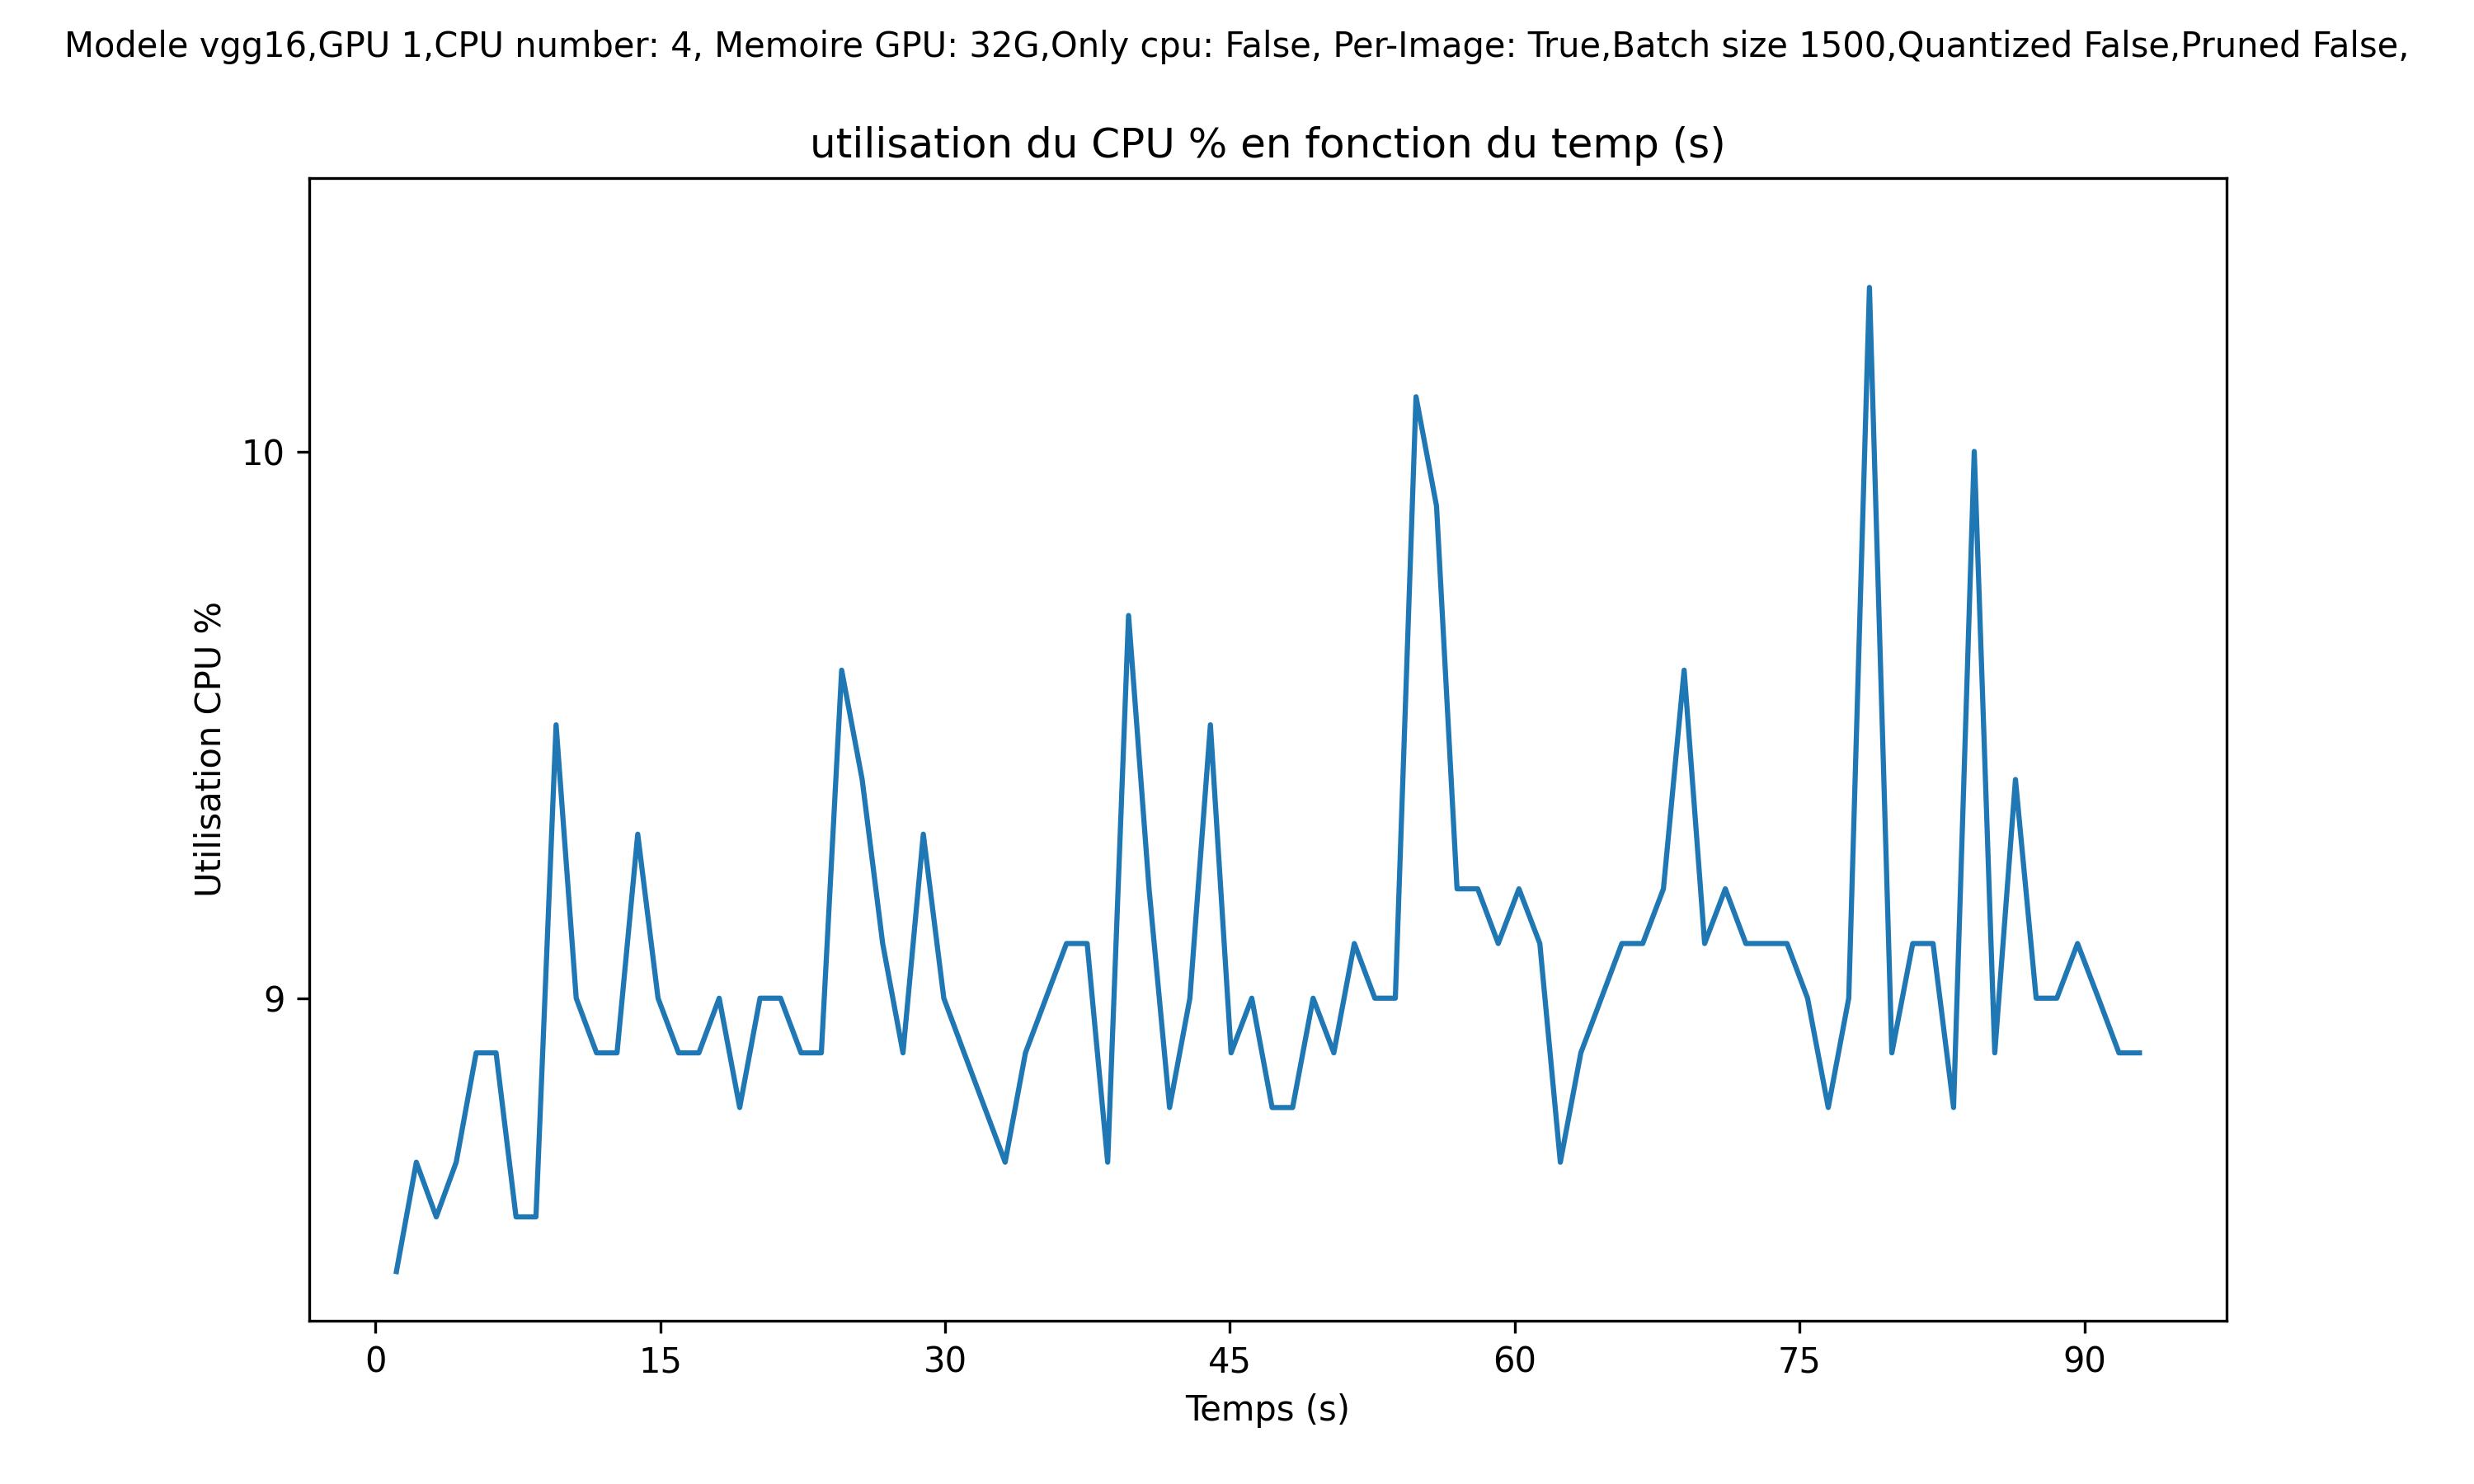 Modele vgg16,GPU 1,CPU number: 4, Memoire GPU: 32G,Only cpu: False, Per-Image: True,Batch size 1500,Quantized False,Pruned False,
utilisation du CPU % en fonction du temp (s)
10
9
Utilisation CPU %
0 15 30 45 60 75 90
Temps (s)